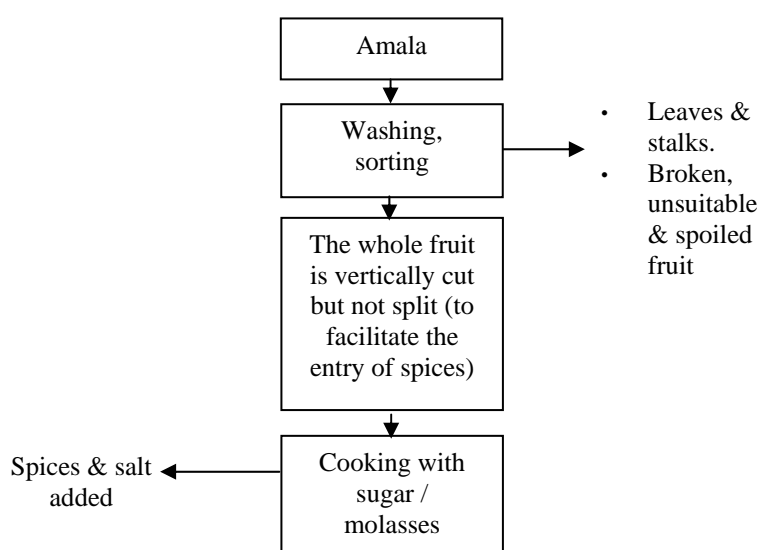 Amala
Washing,
sorting
• Leaves &
stalks.
• Broken,
unsuitable
& spoiled
fruit
The whole fruit
is vertically cut
but not split (to
facilitate the
entry of spices)
Spices & salt
added
Cooking with
sugar /
molasses